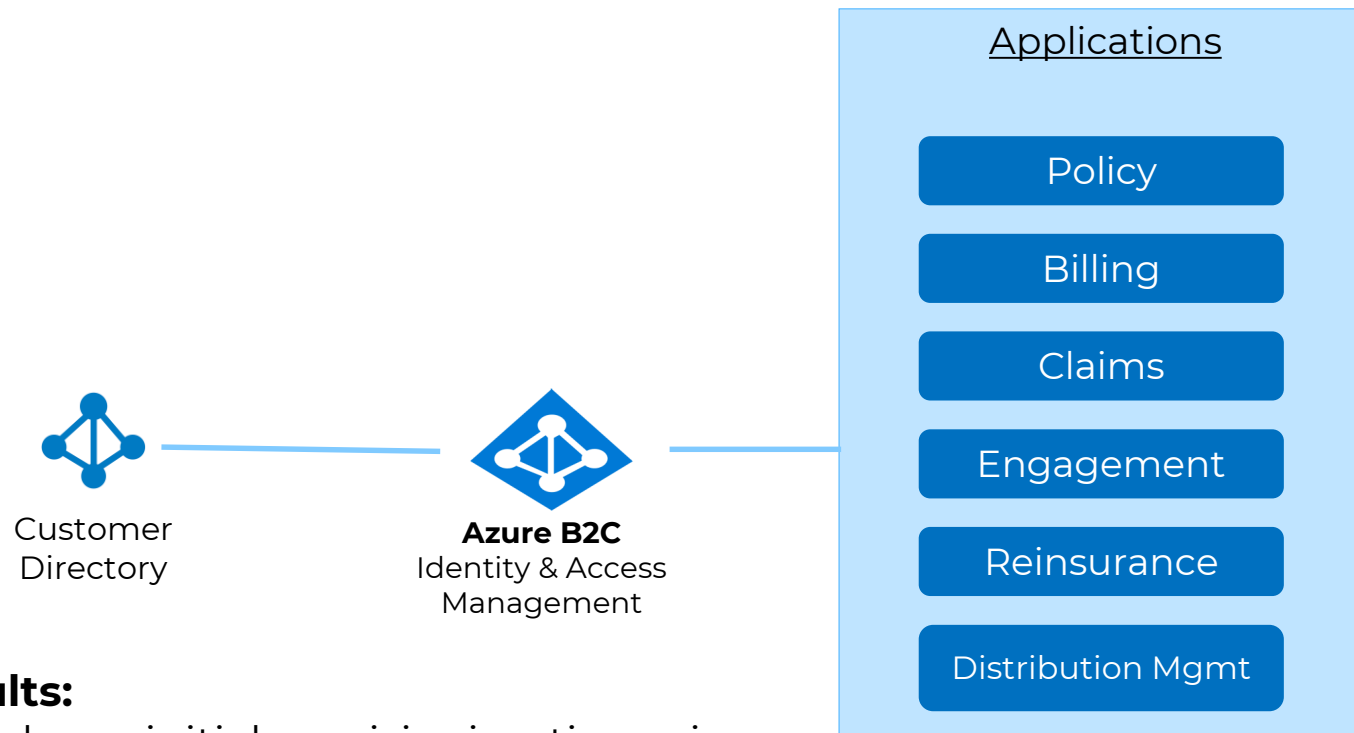 Applications
Policy
Billing
Claims
Engagement
Reinsurance
Distribution Mgmt
Customer
Directory
Azure B2C
Identity & Access
Management
ults: